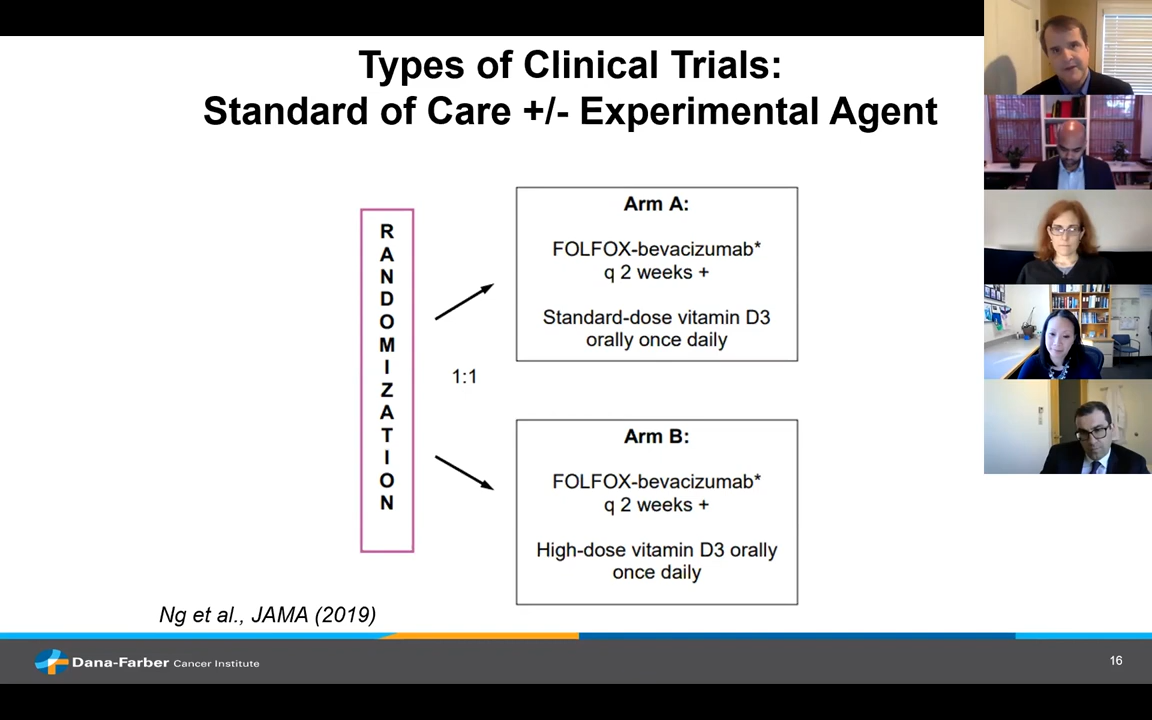 Types of Clinical Trials:
Standard of Care +/- Experimental Agent
RANDOMIZATION
1:1
Arm A:
FOLFOX-bevacizumab*
q 2 weeks +
Standard-dose vitamin D3
orally once daily
Arm B:
FOLFOX-bevacizumab*
q 2 weeks +
High-dose vitamin D3 orally
once daily
Ng et al., JAMA (2019)
Dana-Farber Cancer Institute
16